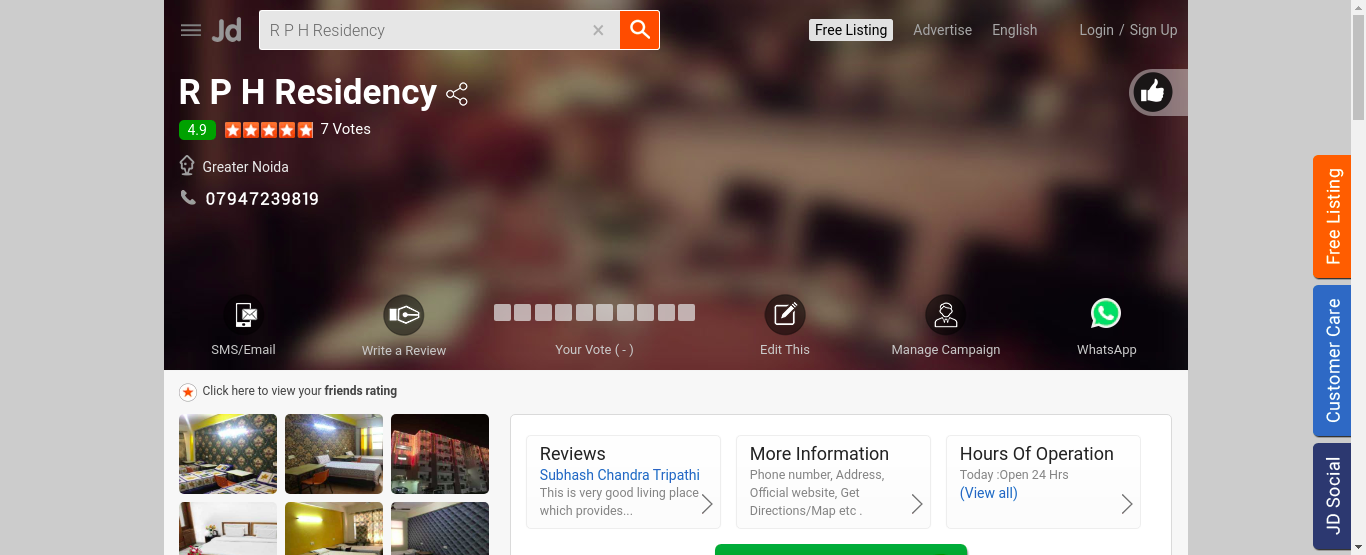 Jd
R P H Residency
Free Listing
Advertise
English
Login / Sign Up
R P H Residency
4.9
7 Votes
Greater Noida
07947239819
SMS/Email
Write a Review
Your Vote ( - )
Edit This
Manage Campaign
WhatsApp
Click here to view your friends rating
Reviews
Subhash Chandra Tripathi
This is very good living place
which provides...
More Information
Phone number, Address,
Official website, Get
Directions/Map etc .
Hours Of Operation
Today :Open 24 Hrs
(View all)
Free Listing
Customer Care
JD Social